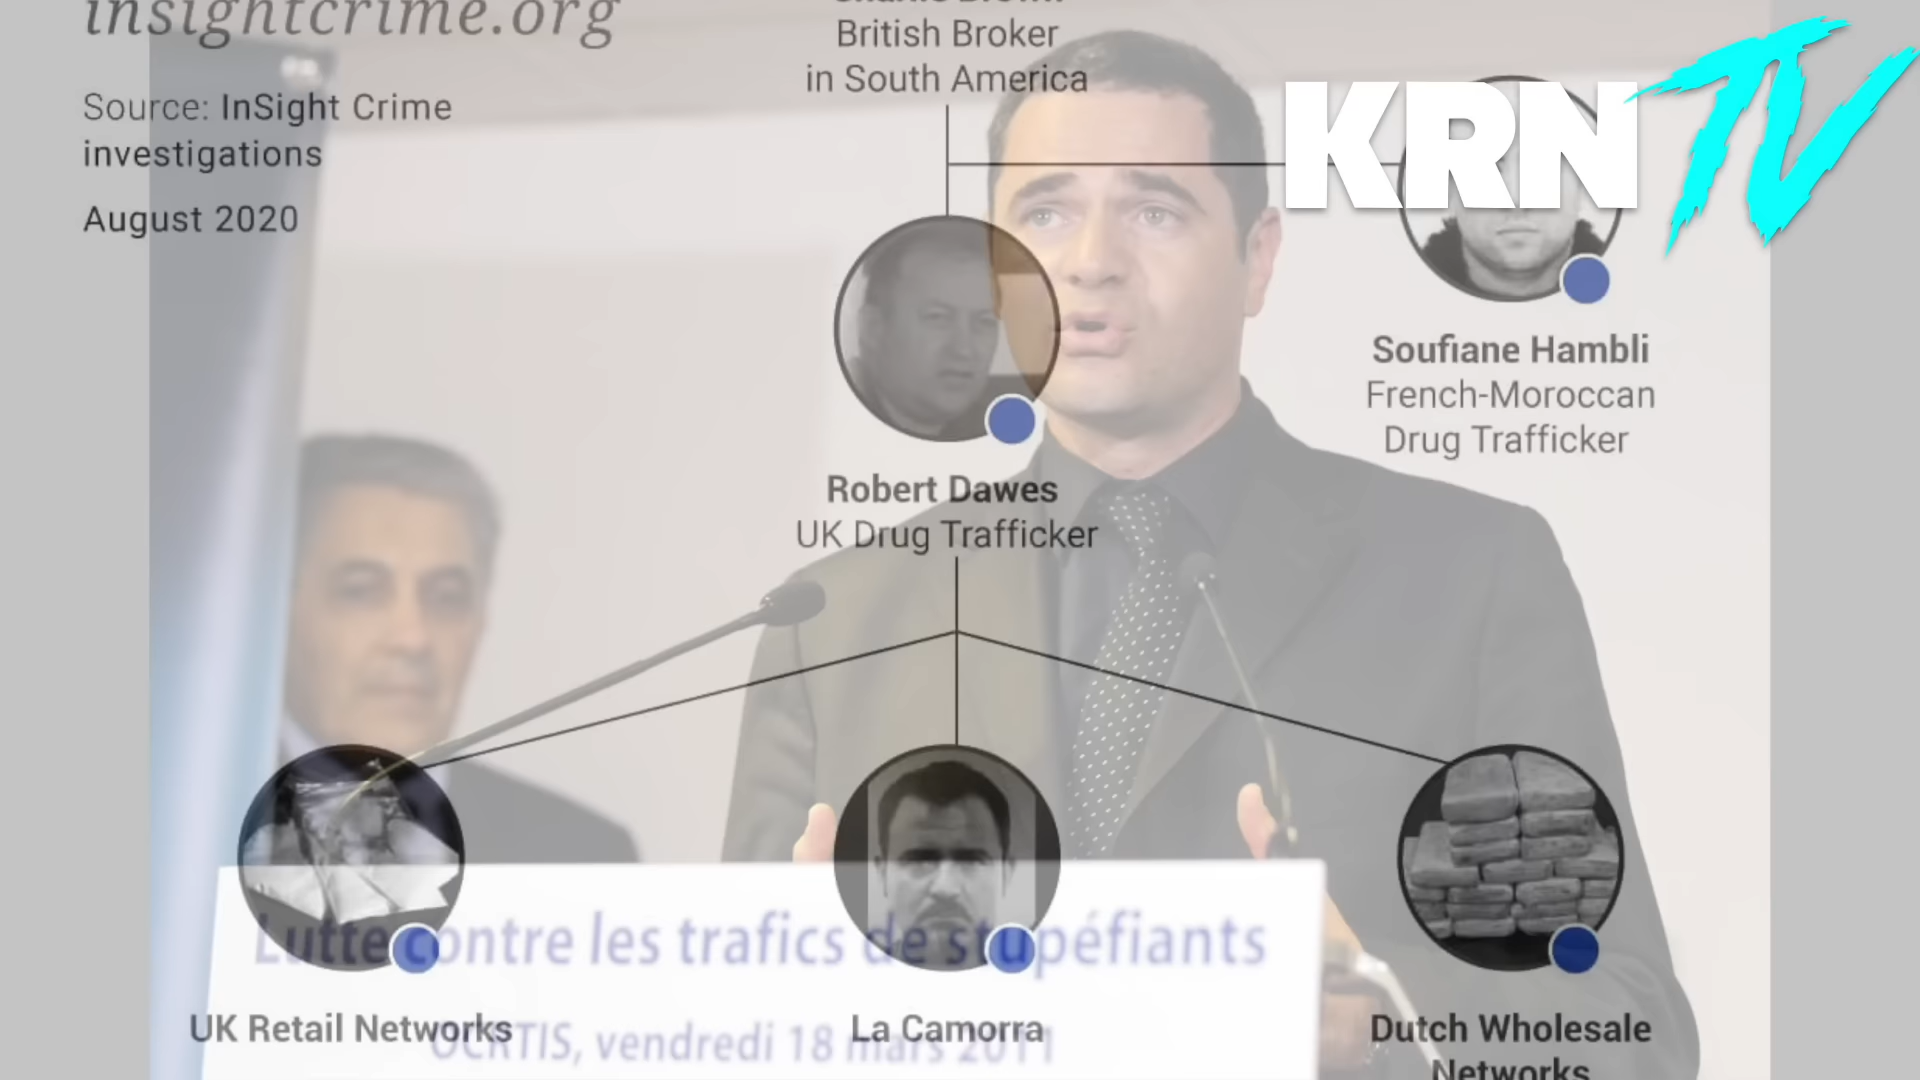 insightcrime.org
Source: InSight Crime
investigations
August 2020
British Broker
in South America
KRN TV
Soufiane Hambli
French-Moroccan
Drug Trafficker
Robert Dawes
UK Drug Trafficker
UK Retail Networks
La Camorra
Dutch Wholesale
Networks
Lutte contre les trafics de stupéfiants
OCRTIS, vendredi 18 mars 2011